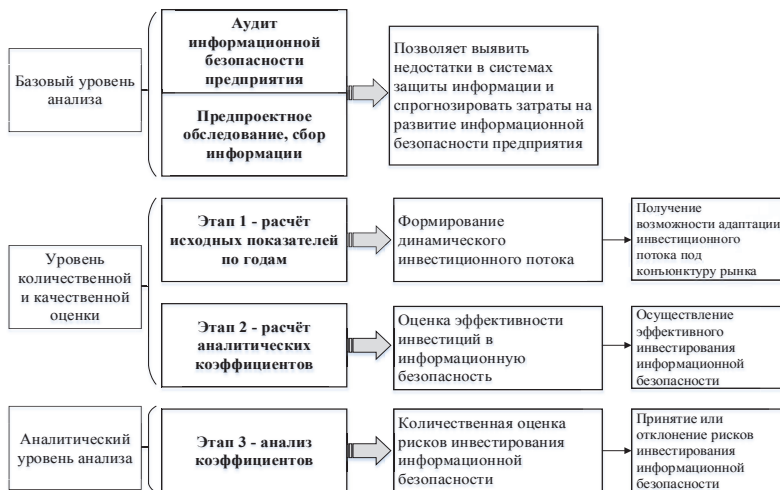 Базовый уровень
анализа
Аудит
информационной
безопасности
предприятия
Предпроектное
обследование, сбор
информации
Позволяет выявить
недостатки в системах
защиты информации и
спрогнозировать затраты на
развитие информационной
безопасности предприятия
Уровень
количественной
и качественной
оценки
Этап 1 - расчёт
исходных показателей
по годам
Формирование
динамического
инвестиционного потока
Получение
возможности адаптации
инвестиционного
потока под
конъюнктуру рынка
Этап 2 - расчёт
аналитических
коэффициентов
Оценка эффективности
инвестиций в
информационную
безопасность
Осуществление
эффективного
инвестирования
информационной
безопасности
Аналитический
уровень анализа
Этап 3 - анализ
коэффициентов
Количественная оценка
рисков инвестирования
информационной
безопасности
Принятие или
отклонение рисков
инвестирования
информационной
безопасности